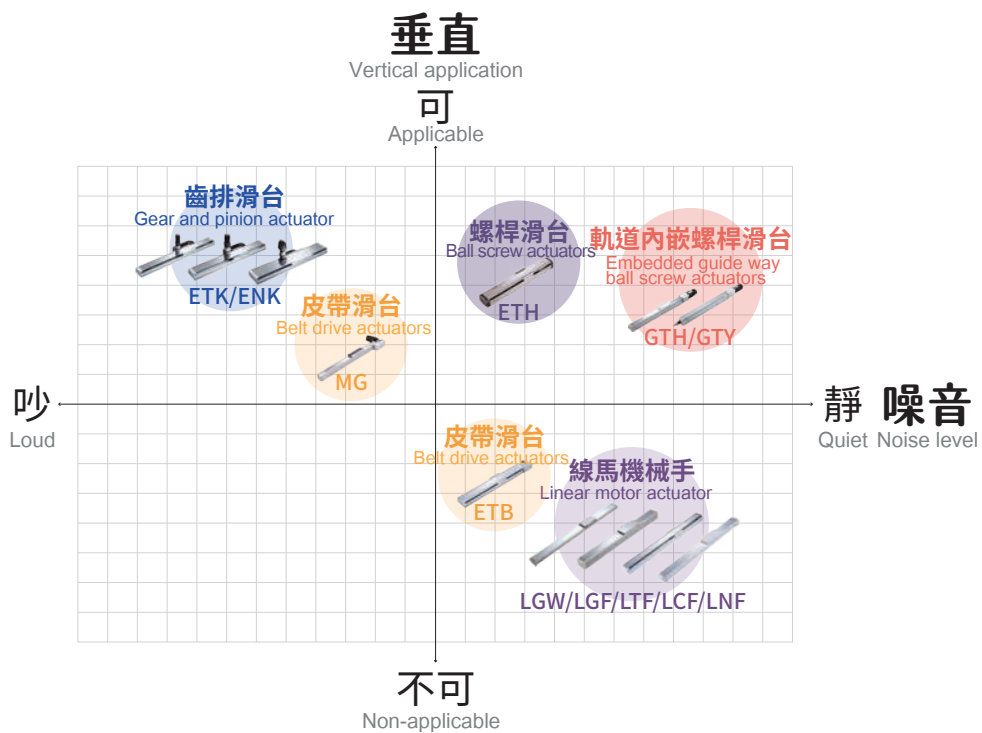 垂直
Vertical application
可
Applicable
齒排滑台
Gear and pinion actuator
ETK/ENK
螺桿滑台
Ball screw actuators
ETH
軌道內嵌螺桿滑台
Embedded guide way
ball screw actuators
GTH/GTY
皮帶滑台
Belt drive actuators
MG
吵
Loud
靜 噪音
Quiet Noise level
皮帶滑台
Belt drive actuators
ETB
線馬機械手
Linear motor actuator
LGW/LGF/LTF/LCF/LNF
不可
Non-applicable